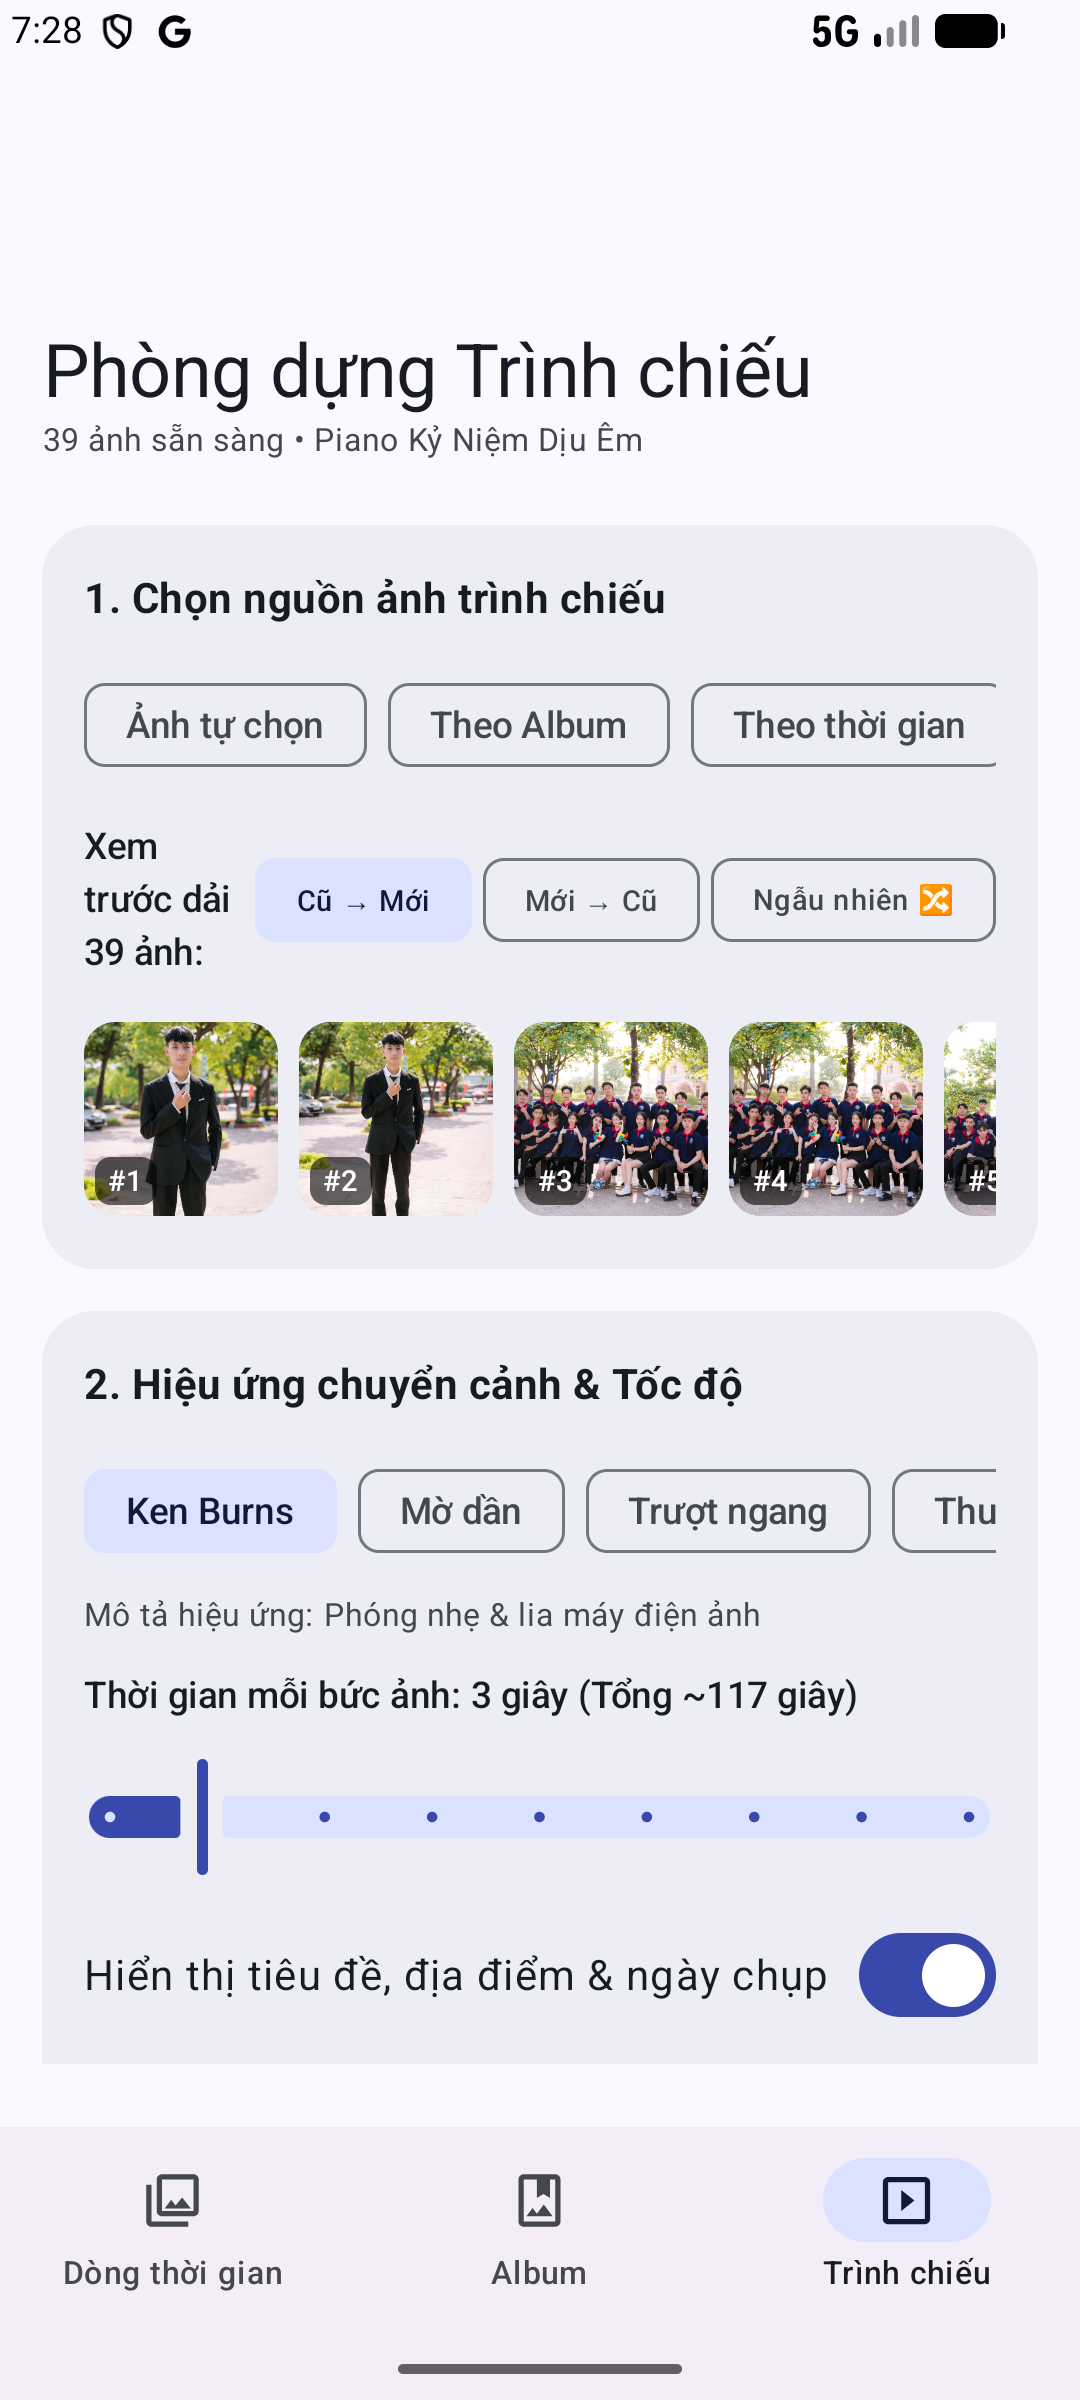 7:28
5G
Phòng dựng Trình chiếu
39 ảnh sẵn sàng • Piano Kỷ Niệm Dịu Êm
1. Chọn nguồn ảnh trình chiếu
Ảnh tự chọn
Theo Album
Theo thời gian
Xem
trước dải
39 ảnh:
Cũ → Mới
Mới → Cũ
Ngẫu nhiên 🔀
#1
#2
#3
#4
#5
2. Hiệu ứng chuyển cảnh & Tốc độ
Ken Burns
Mờ dần
Trượt ngang
Thu
Mô tả hiệu ứng: Phóng nhẹ & lia máy điện ảnh
Thời gian mỗi bức ảnh: 3 giây (Tổng ~117 giây)
Hiển thị tiêu đề, địa điểm & ngày chụp
Dòng thời gian
Album
Trình chiếu